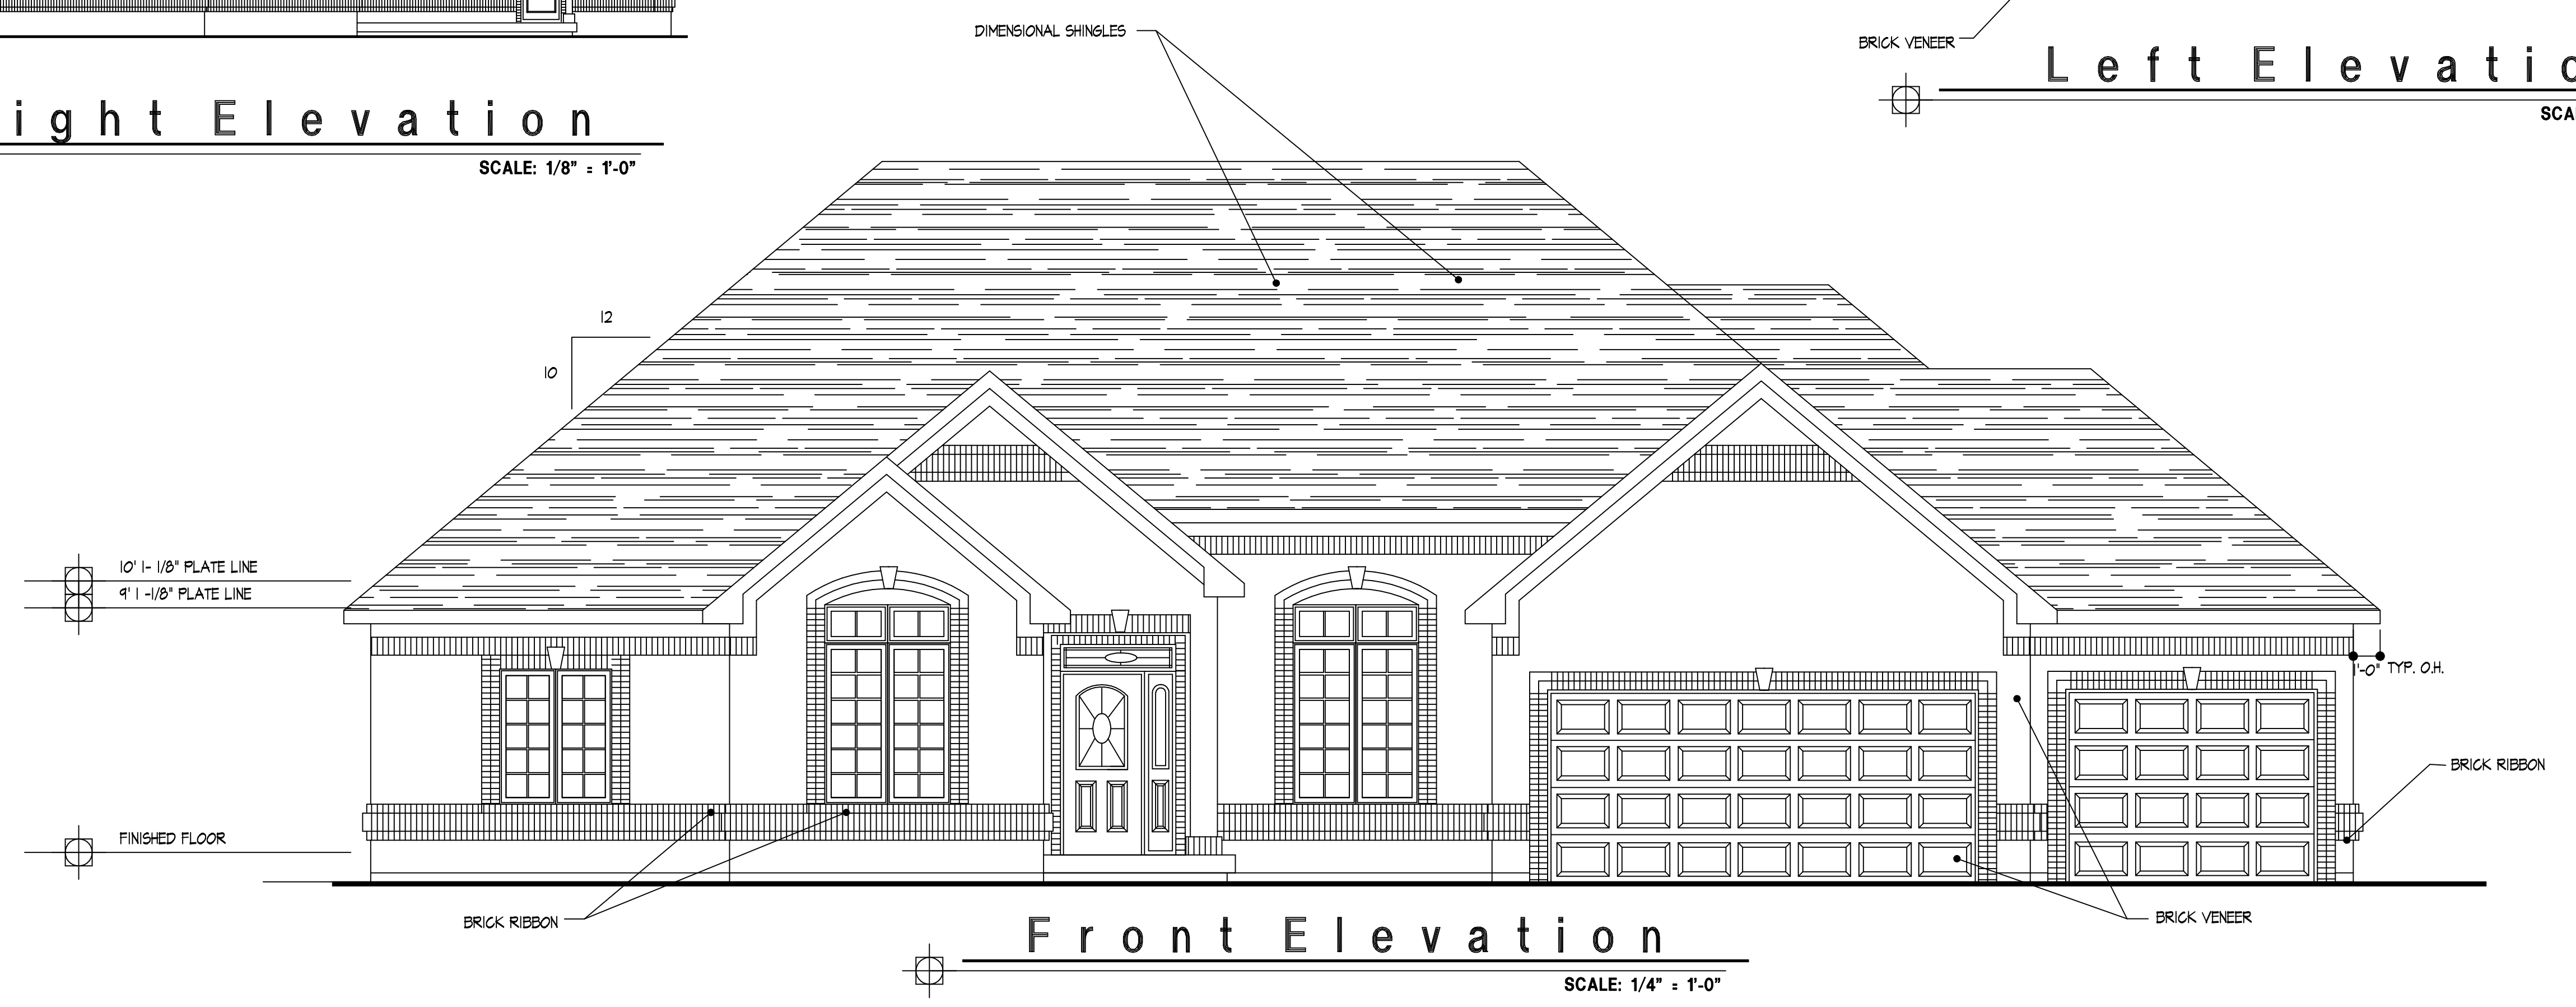 DIMENSIONAL SHINGLES
BRICK VENEER
Left Elevatio
SCA
ight Elevation
SCALE: 1/8" = 1'-0"
12
10
10' 1- 1/8" PLATE LINE
9' 1 -1/8" PLATE LINE
1'-0" TYP. O.H.
BRICK RIBBON
FINISHED FLOOR
BRICK RIBBON
BRICK VENEER
Front Elevation
SCALE: 1/4" = 1'-0"